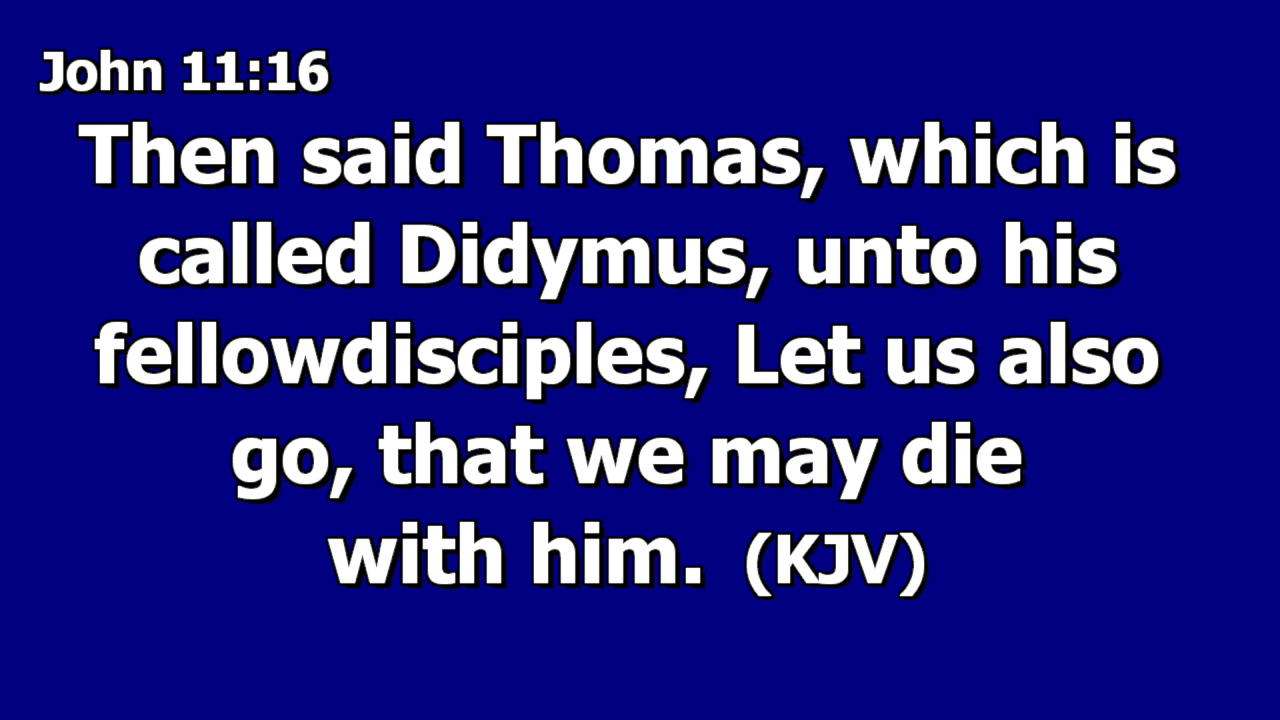 John 11:16
Then said Thomas, which is
called Didymus, unto his
fellowdisciples, Let us also
go, that we may die
with him. (KJV)